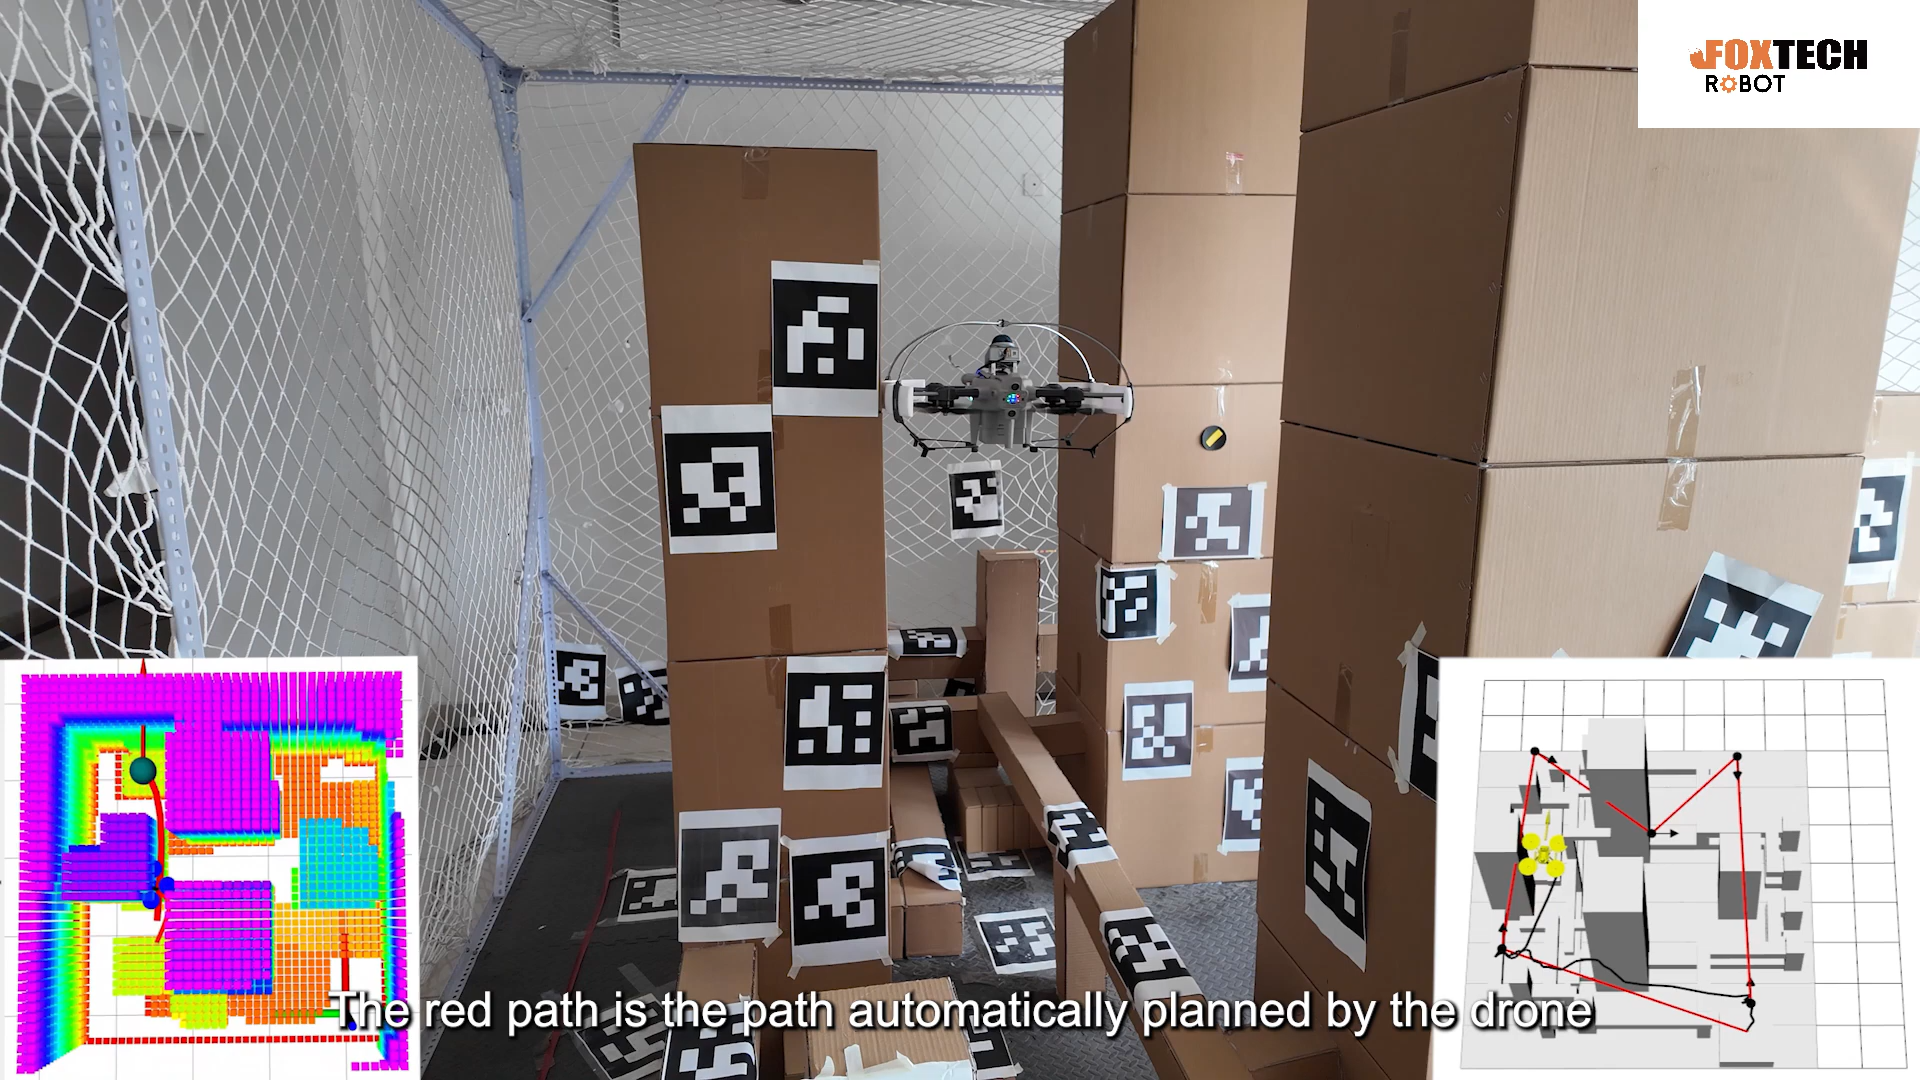 FOXTECH
ROBOT
The red path is the path automatically planned by the drone